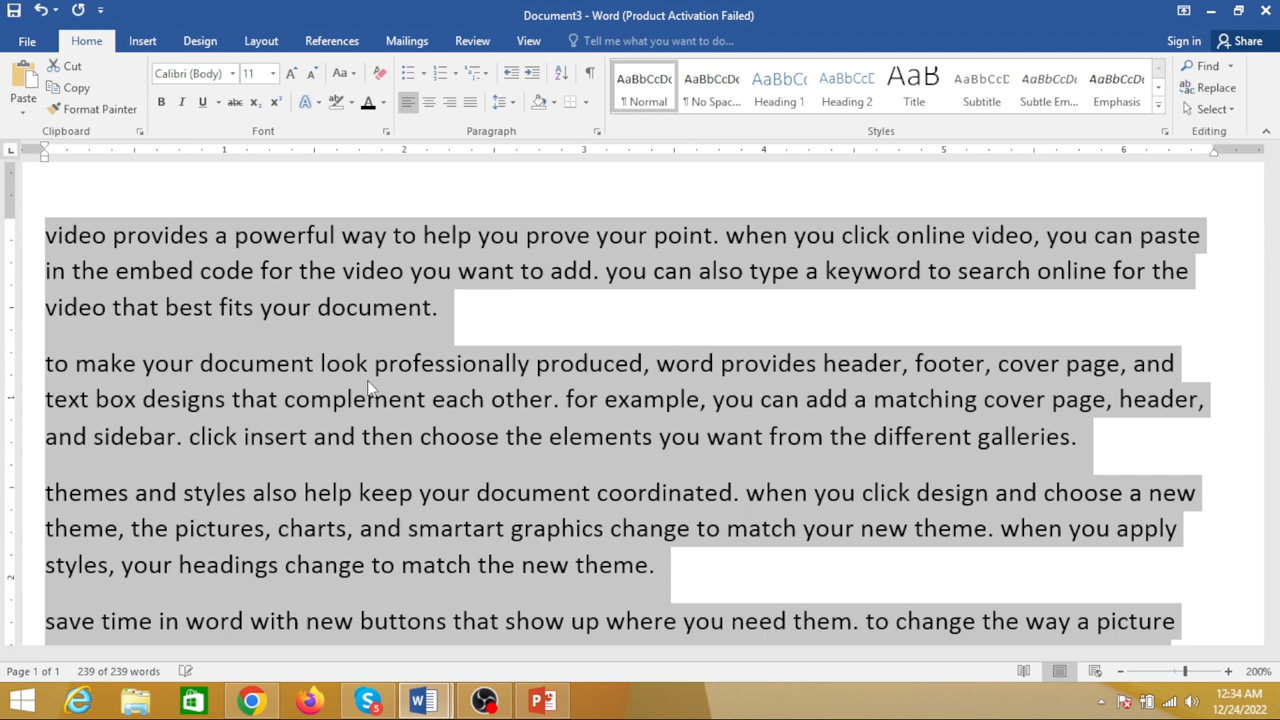 Document3 - Word (Product Activation Failed)
File Home Insert Design Layout References Mailings Review View Tell me what you want to do... Sign in Share
Cut
Copy
Format Painter
Paste
Clipboard
Calibri (Body) 11
Font
Paragraph
AaBbCcDc AaBbCcDc AaBbCc AaBbCcD AaB AaBbCcD AaBbCcDc AaBbCcDc
¶ Normal ¶ No Spac... Heading 1 Heading 2 Title Subtitle Subtle Em... Emphasis
Styles
Find
Replace
Select
Editing
1 2 3 4 5 6
video provides a powerful way to help you prove your point. when you click online video, you can paste
in the embed code for the video you want to add. you can also type a keyword to search online for the
video that best fits your document.
to make your document look professionally produced, word provides header, footer, cover page, and
text box designs that complement each other. for example, you can add a matching cover page, header,
and sidebar. click insert and then choose the elements you want from the different galleries.
themes and styles also help keep your document coordinated. when you click design and choose a new
theme, the pictures, charts, and smartart graphics change to match your new theme. when you apply
styles, your headings change to match the new theme.
save time in word with new buttons that show up where you need them. to change the way a picture
Page 1 of 1 239 of 239 words 200%
12:34 AM
12/24/2022